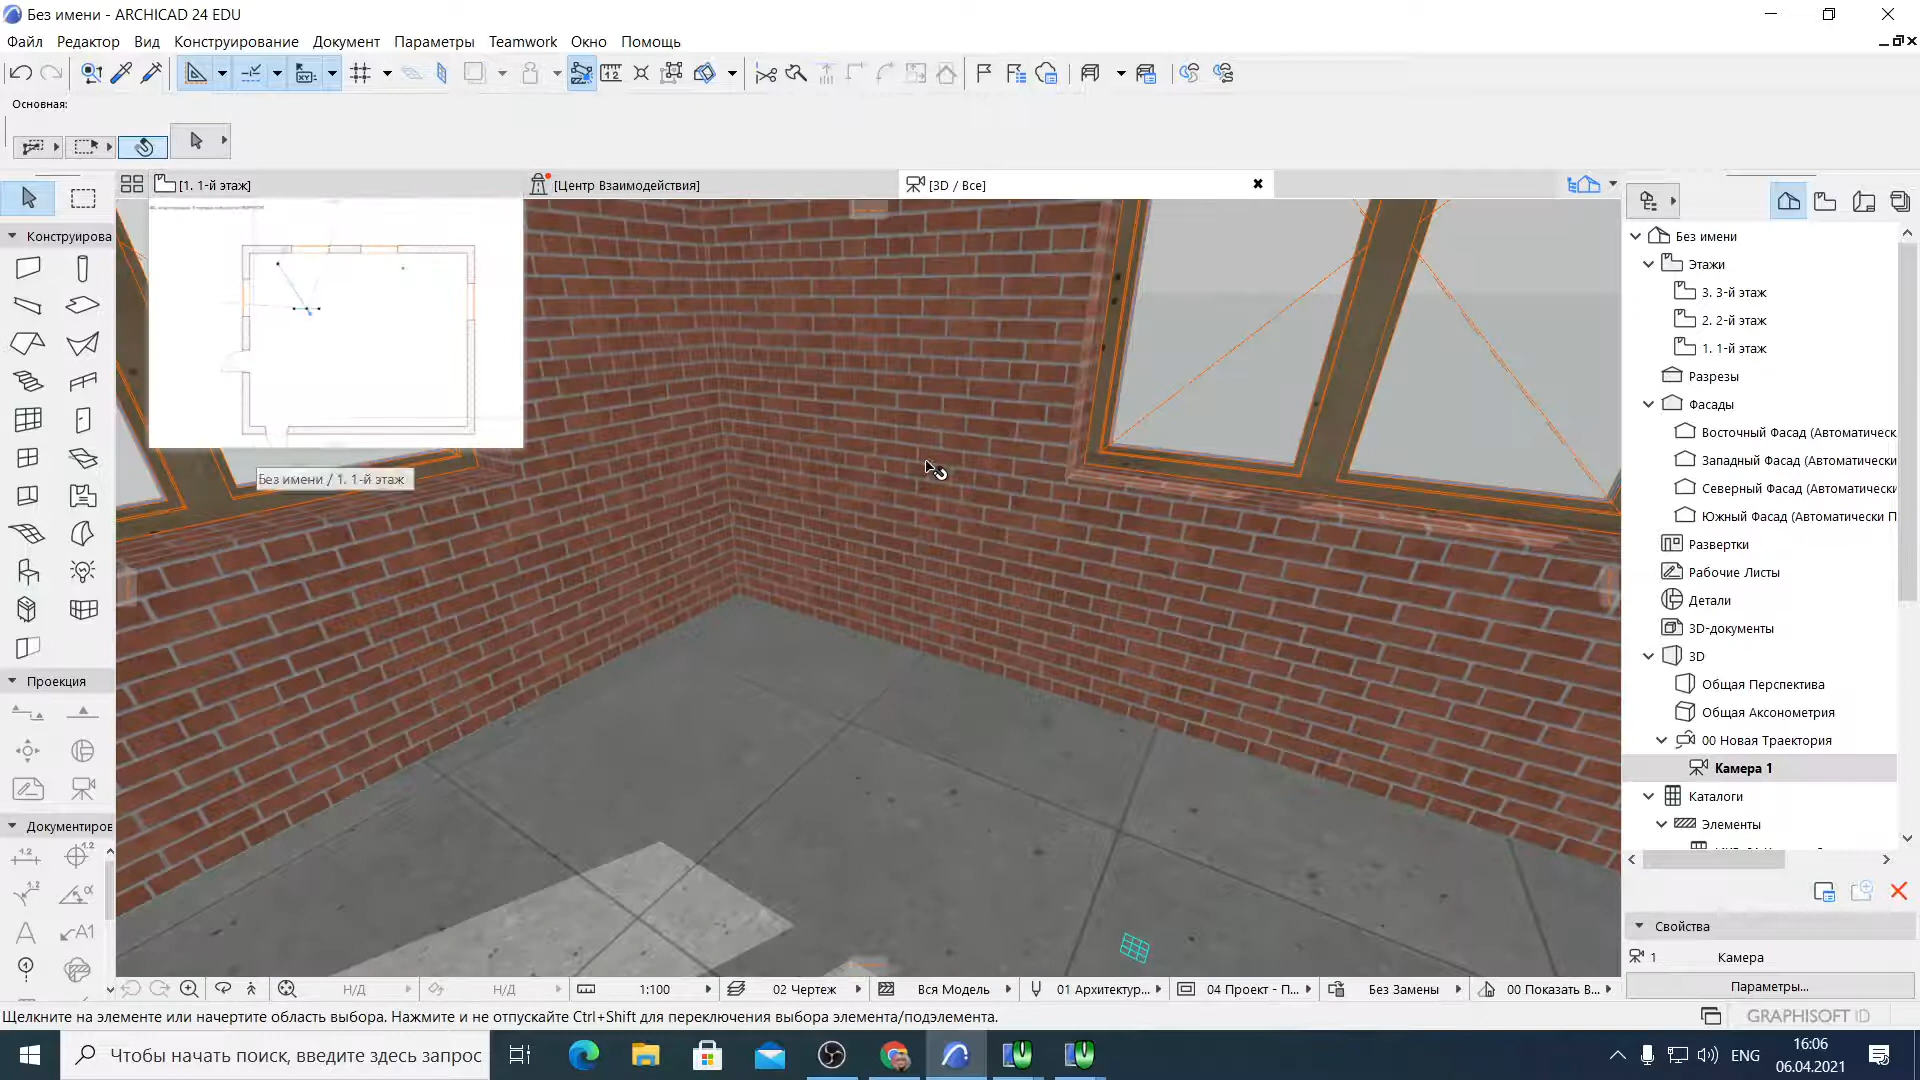 Без имени - ARCHICAD 24 EDU
Файл Редактор Вид Конструирование Документ Параметры Teamwork Окно Помощь
Основная:
[1. 1-й этаж]
[Центр Взаимодействия]
[3D / Все]
Конструирова
Проекция
Документиров
Без имени / 1. 1-й этаж
Без имени
Этажи
3. 3-й этаж
2. 2-й этаж
1. 1-й этаж
Разрезы
Фасады
Восточный Фасад (Автоматическ
Западный Фасад (Автоматически
Северный Фасад (Автоматически
Южный Фасад (Автоматически П
Развертки
Рабочие Листы
Детали
3D-документы
3D
Общая Перспектива
Общая Аксонометрия
00 Новая Траектория
Камера 1
Каталоги
Элементы
Свойства
1 Камера
Параметры...
Н/Д Н/Д 1:100 02 Чертеж Вся Модель 01 Архитектур... 04 Проект - П... Без Замены 00 Показать В...
Щелкните на элементе или начертите область выбора. Нажмите и не отпускайте Ctrl+Shift для переключения выбора элемента/подэлемента.
GRAPHISOFT ID
Чтобы начать поиск, введите здесь запрос
ENG
16:06
06.04.2021